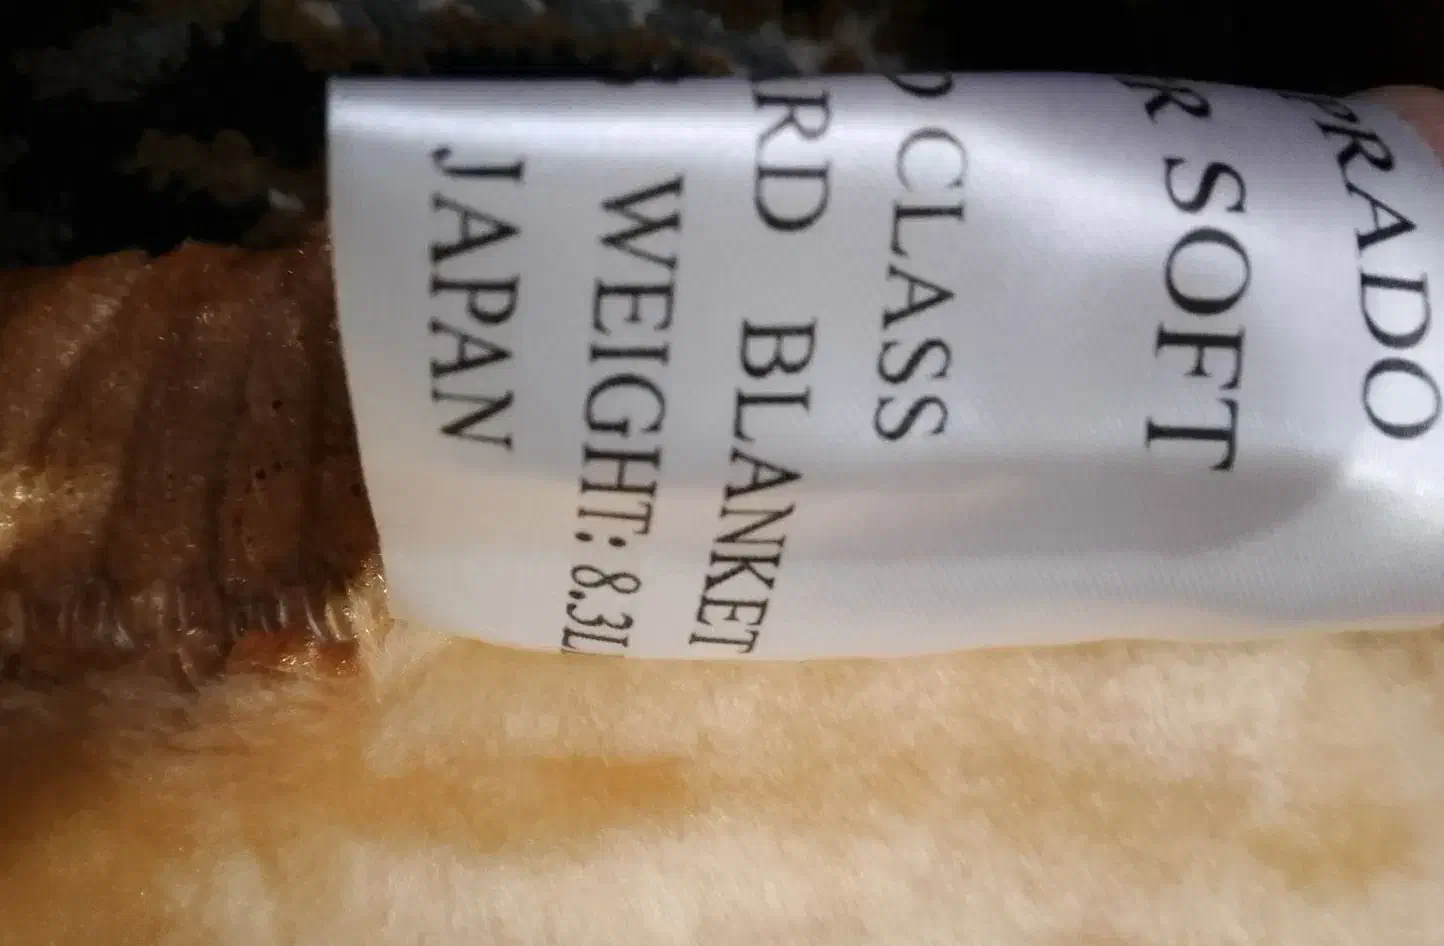 PRADO
R SOFT
D CLASS
RD BLANKET
WEIGHT: 8.3L
JAPAN